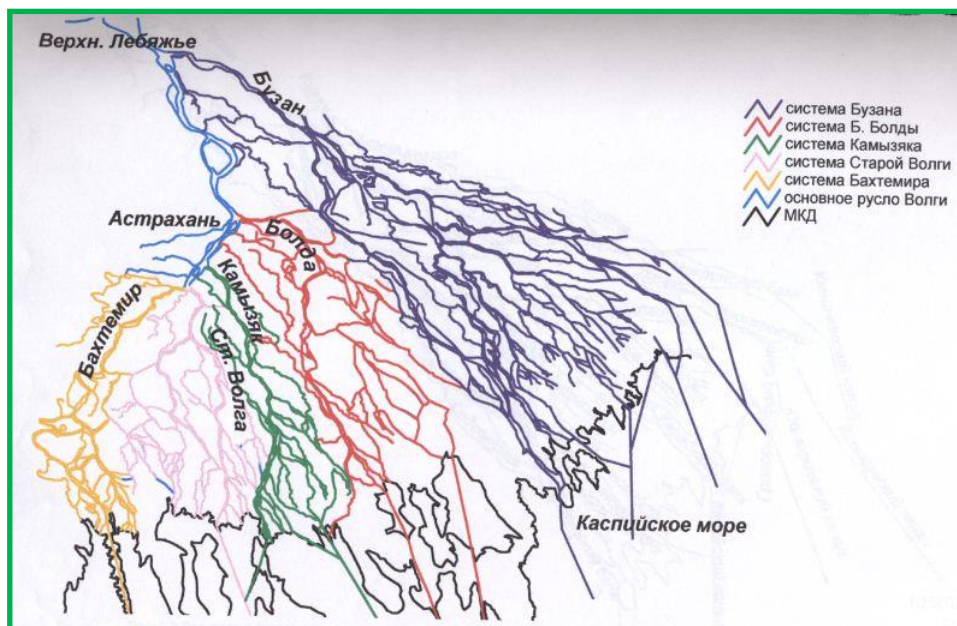 Верхн. Лебяжье
Бузан
система Бузана
система Б. Болды
система Камызяка
система Старой Волги
система Бахтемира
основное русло Волги
МКД
Астрахань
Болда
Камызяк
Бахтемир
Ст. Волга
Каспийское море